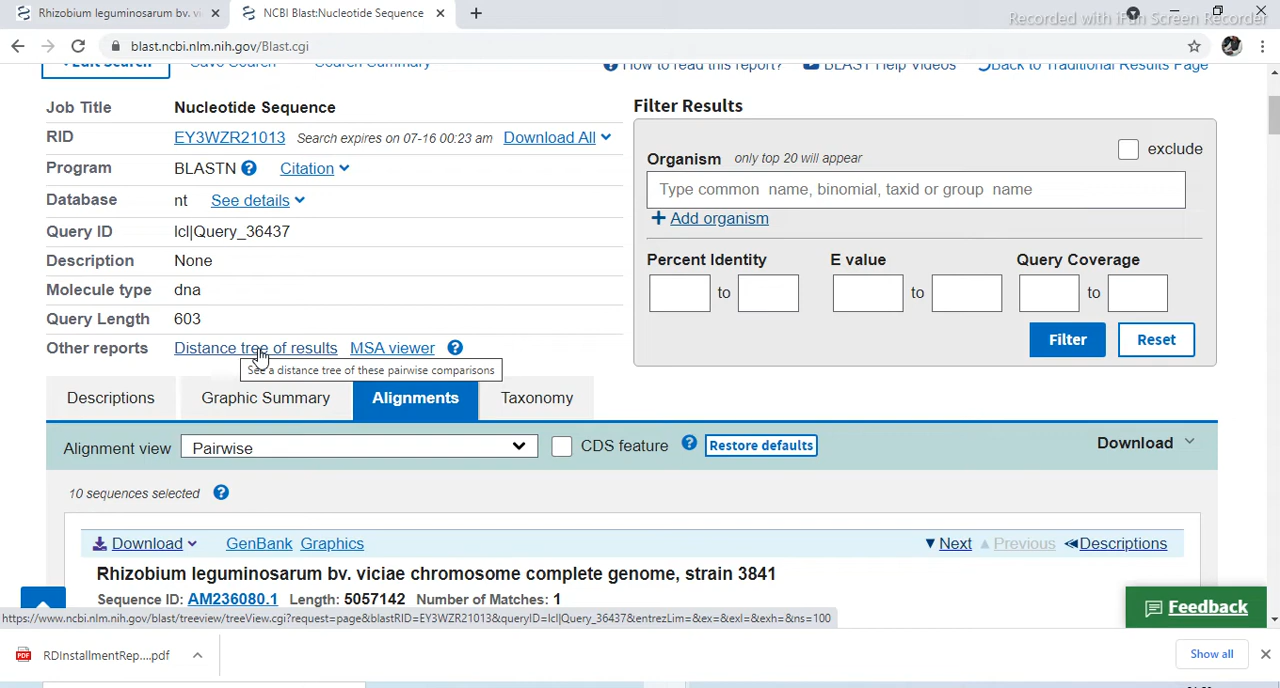 Rhizobium leguminosarum bv. vi
NCBI Blast:Nucleotide Sequence
Recorded with iFun Screen Recorder
blast.ncbi.nlm.nih.gov/Blast.cgi
Edit Search Save Search Search Summary
How to read this report? BLAST Help Videos Back to Traditional Results Page
Job Title Nucleotide Sequence
RID EY3WZR21013 Search expires on 07-16 00:23 am Download All
Program BLASTN ? Citation
Database nt See details
Query ID lcl|Query_36437
Description None
Molecule type dna
Query Length 603
Other reports Distance tree of results MSA viewer ?
See a distance tree of these pairwise comparisons
Filter Results
Organism only top 20 will appear exclude
Type common name, binomial, taxid or group name
+ Add organism
Percent Identity E value Query Coverage
to to to
Filter Reset
Descriptions Graphic Summary Alignments Taxonomy
Alignment view Pairwise CDS feature ? Restore defaults Download
10 sequences selected ?
Download GenBank Graphics Next Previous Descriptions
Rhizobium leguminosarum bv. viciae chromosome complete genome, strain 3841
Sequence ID: AM236080.1 Length: 5057142 Number of Matches: 1
Feedback
https://www.ncbi.nlm.nih.gov/blast/treeview/treeView.cgi?request=page&blastRID=EY3WZR21013&queryID=lcl|Query_36437&entrezLim=&ex=&exl=&exh=&ns=100
PDF RDInstallmentRep....pdf Show all